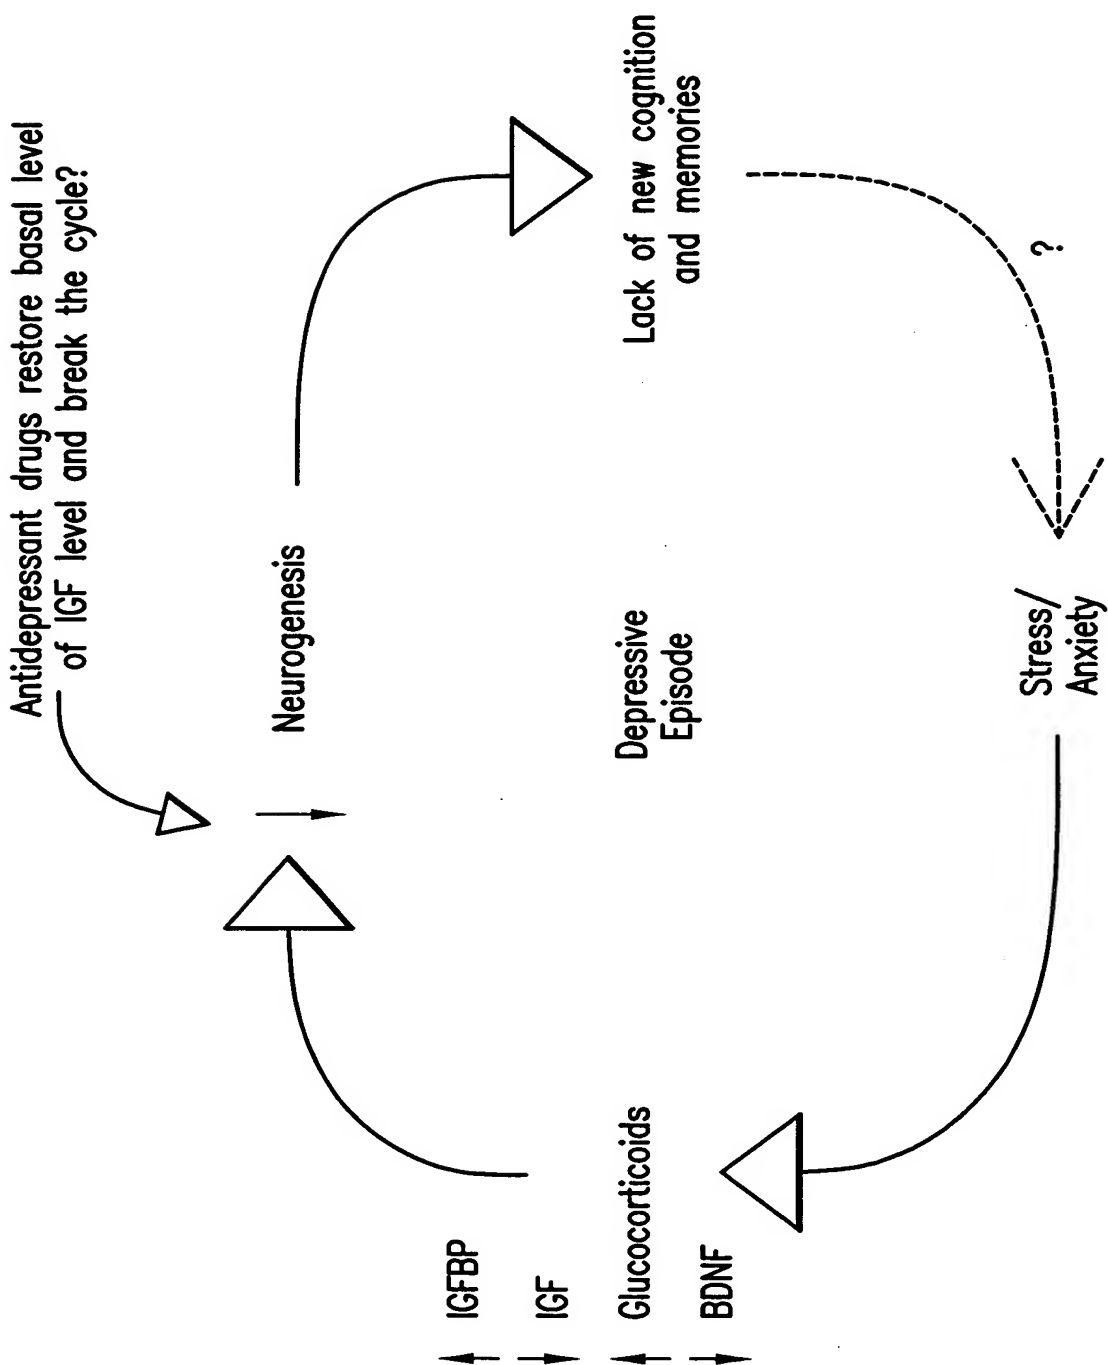 Antidepressant drugs restore basal level
of IGF level and break the cycle?
Neurogenesis
Lack of new cognition
and memories
?
Stress/
Anxiety
Depressive
Episode
↑ IGFBP
↓ IGF
↑ Glucocorticoids
↓ BDNF
↓